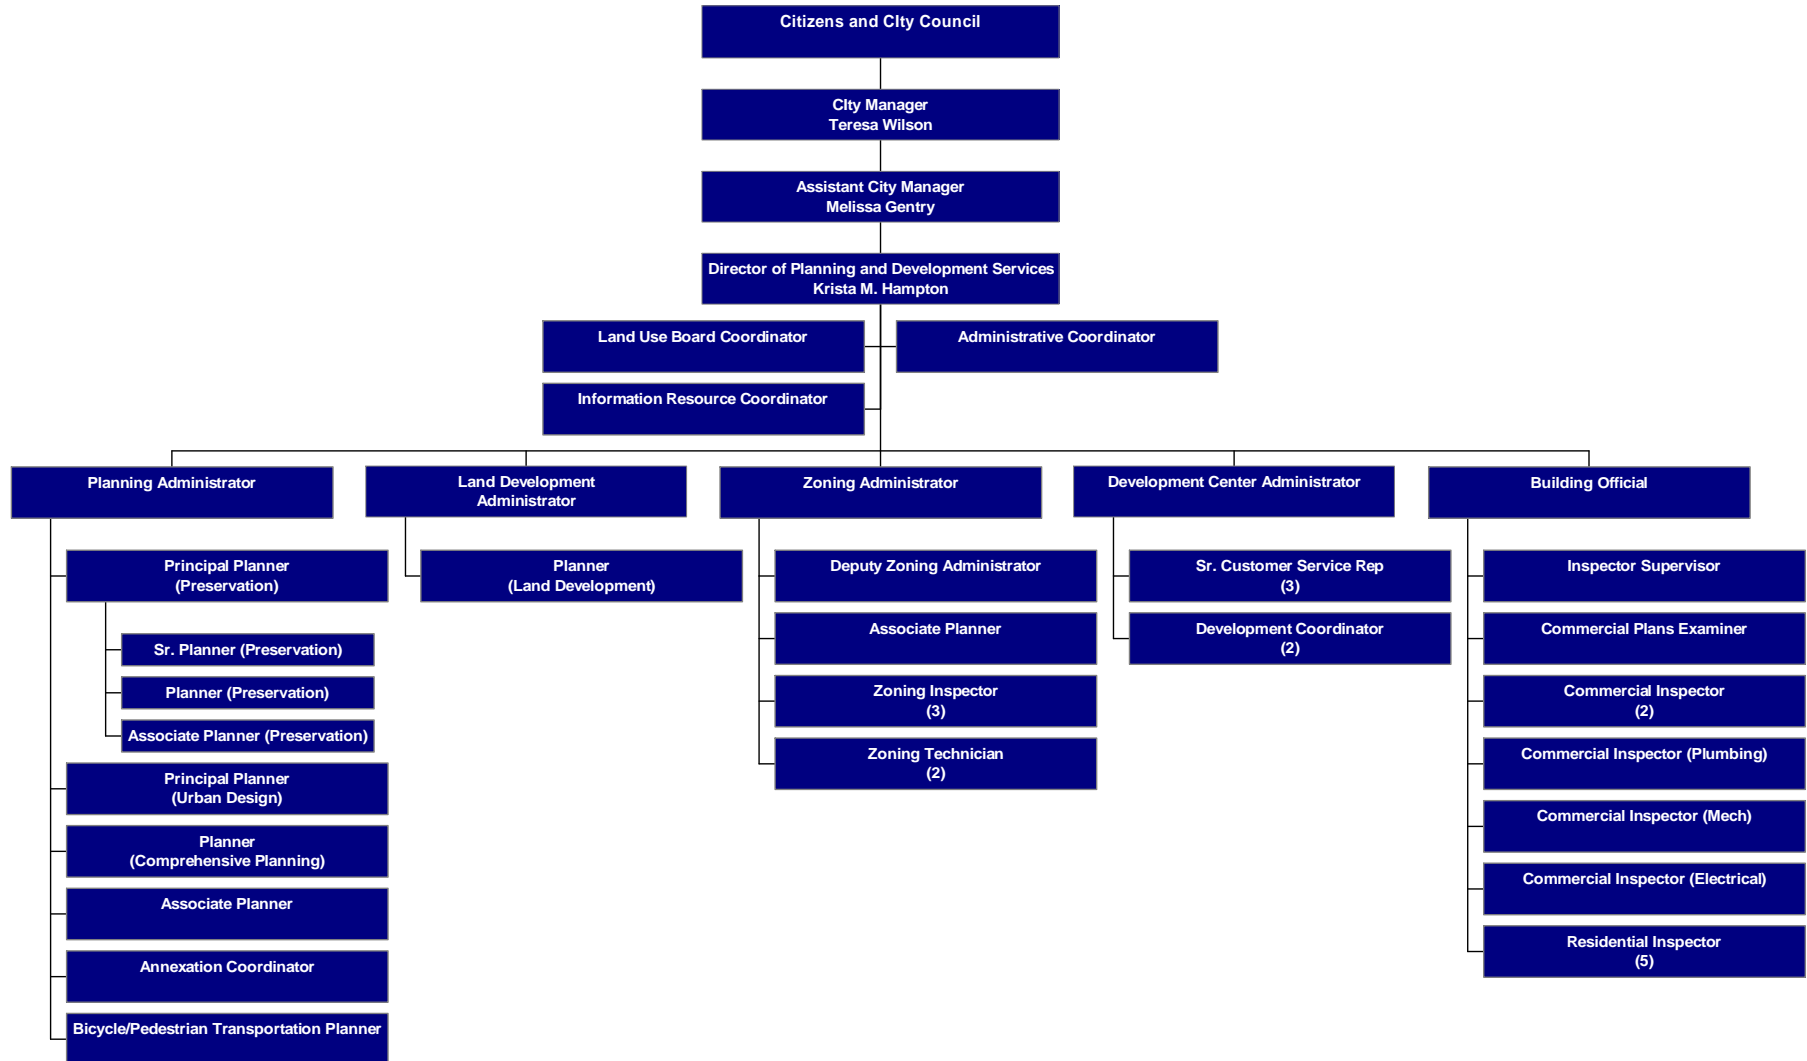 Citizens and CIty Council
CIty Manager
Teresa Wilson
Assistant City Manager
Melissa Gentry
Director of Planning and Development Services
Krista M. Hampton
Land Use Board Coordinator
Administrative Coordinator
Information Resource Coordinator
Planning Administrator
Principal Planner
(Preservation)
Sr. Planner (Preservation)
Planner (Preservation)
Associate Planner (Preservation)
Principal Planner
(Urban Design)
Planner
(Comprehensive Planning)
Associate Planner
Annexation Coordinator
Bicycle/Pedestrian Transportation Planner
Land Development
Administrator
Planner
(Land Development)
Zoning Administrator
Deputy Zoning Administrator
Associate Planner
Zoning Inspector
(3)
Zoning Technician
(2)
Development Center Administrator
Sr. Customer Service Rep
(3)
Development Coordinator
(2)
Building Official
Inspector Supervisor
Commercial Plans Examiner
Commercial Inspector
(2)
Commercial Inspector (Plumbing)
Commercial Inspector (Mech)
Commercial Inspector (Electrical)
Residential Inspector
(5)